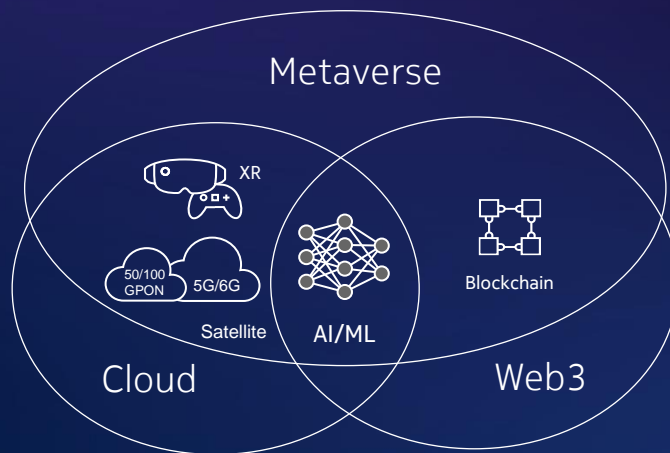 Metaverse
XR
50/100
GPON
5G/6G
Satellite
AI/ML
Blockchain
Cloud
Web3